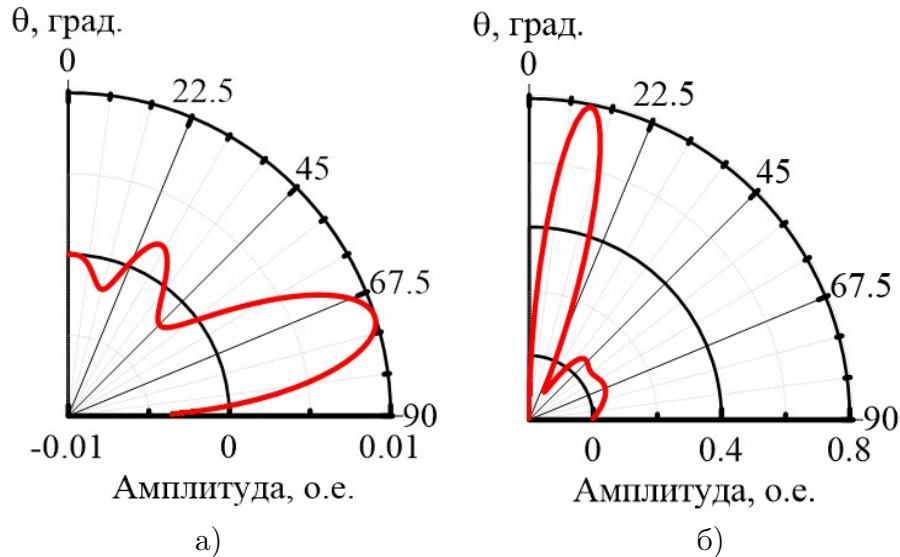 θ, град.
0
22.5
45
67.5
90
-0.01 0 0.01
Амплитуда, о.е.
а)
θ, град.
0
22.5
45
67.5
90
0 0.4 0.8
Амплитуда, о.е.
б)